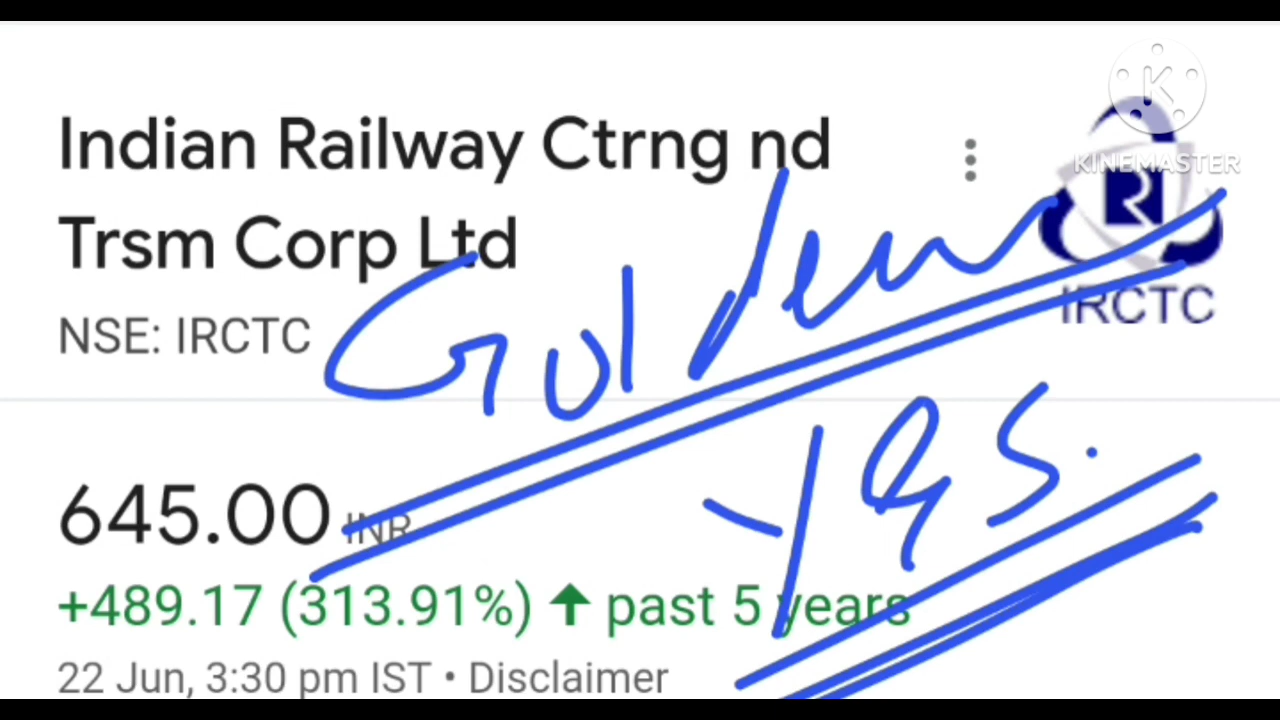 KINEMASTER
Indian Railway Ctrng nd
Trsm Corp Ltd
NSE: IRCTC
IRCTC
Golden
645.00 INR
+489.17 (313.91%) ↑ past 5 years
22 Jun, 3:30 pm IST • Disclaimer